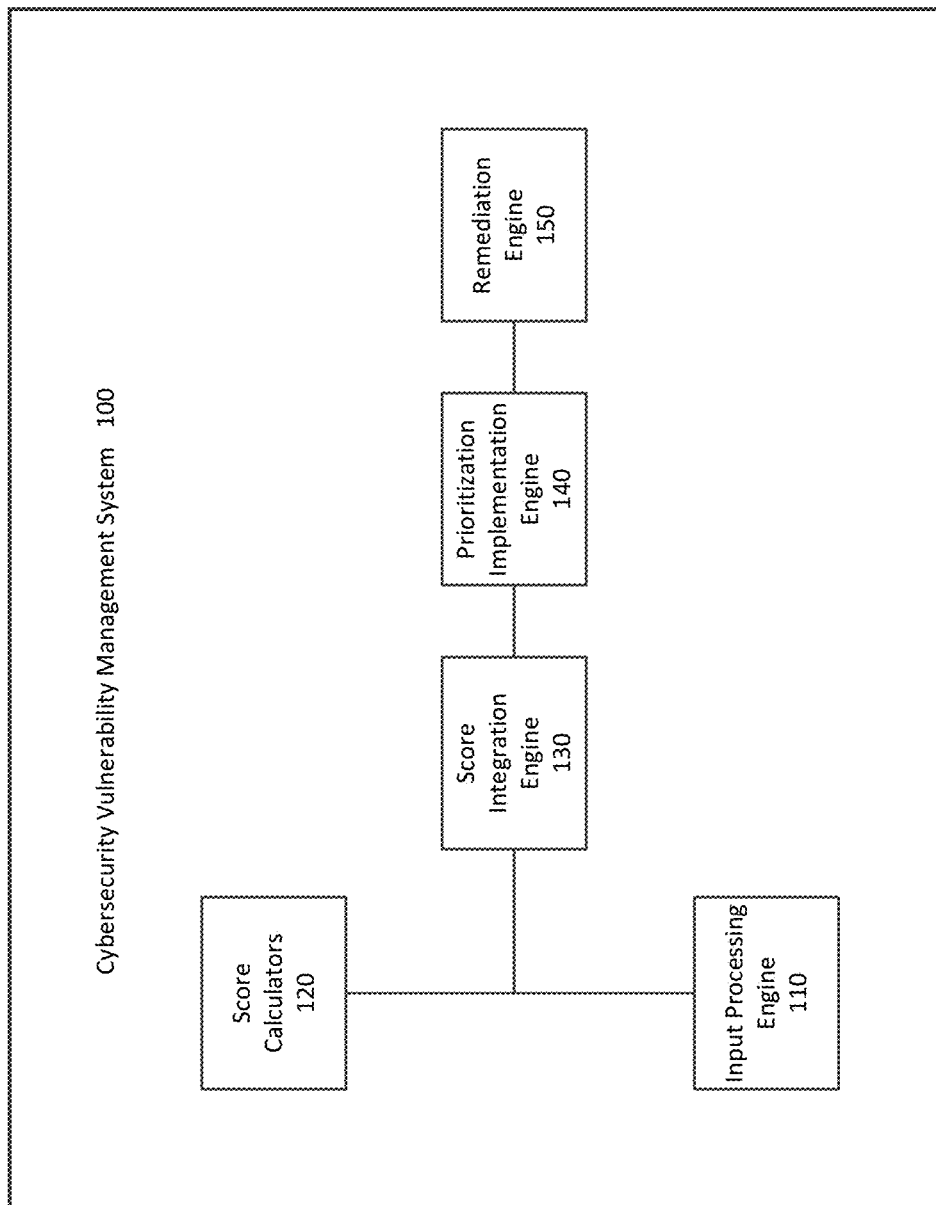 Cybersecurity Vulnerability Management System 100
Score
Calculators
120
Input Processing
Engine
110
Score
Integration
Engine
130
Prioritization
Implementation
Engine
140
Remediation
Engine
150